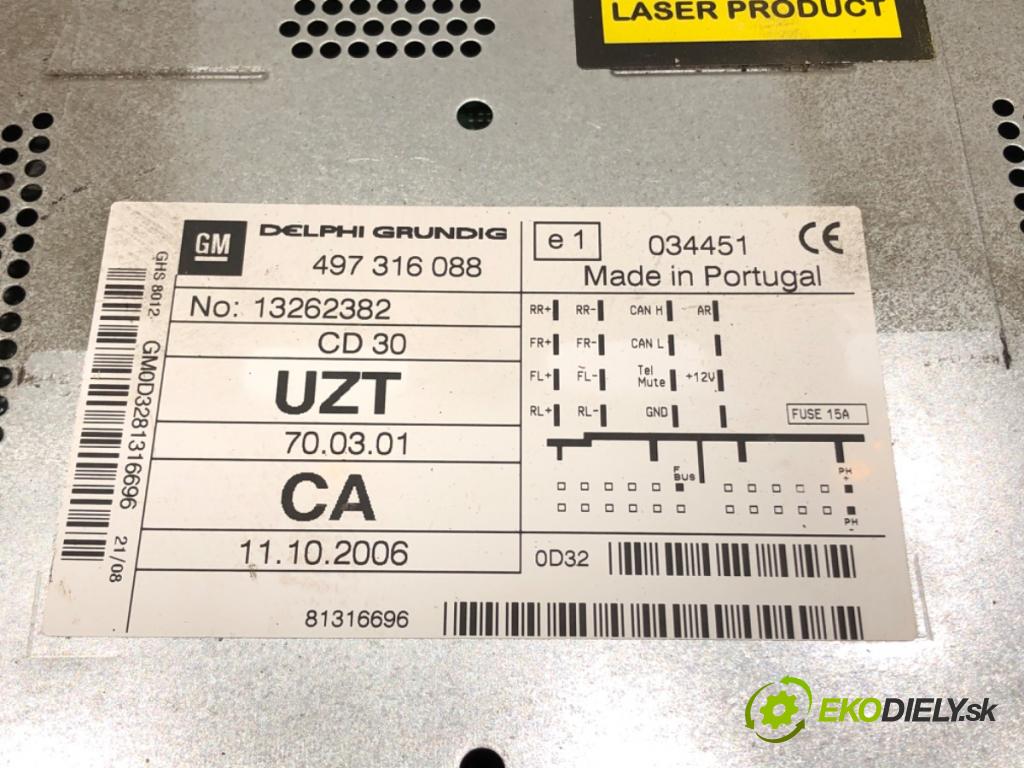 LASER PRODUCT
GM
DELPHI GRUNDIG
497 316 088
e 1
034451
CE
Made in Portugal
No: 13262382
CD 30
UZT
70.03.01
CA
11.10.2006
81316696
GHS 8012
GM0D3281316696
21/08
RR+ RR- CAN H AR
FR+ FR- CAN L
FL+ FL- Tel Mute +12V
RL+ RL- GND
FUSE 15A
F BUS
PH +
PH -
0D32
EKODIELY.sk